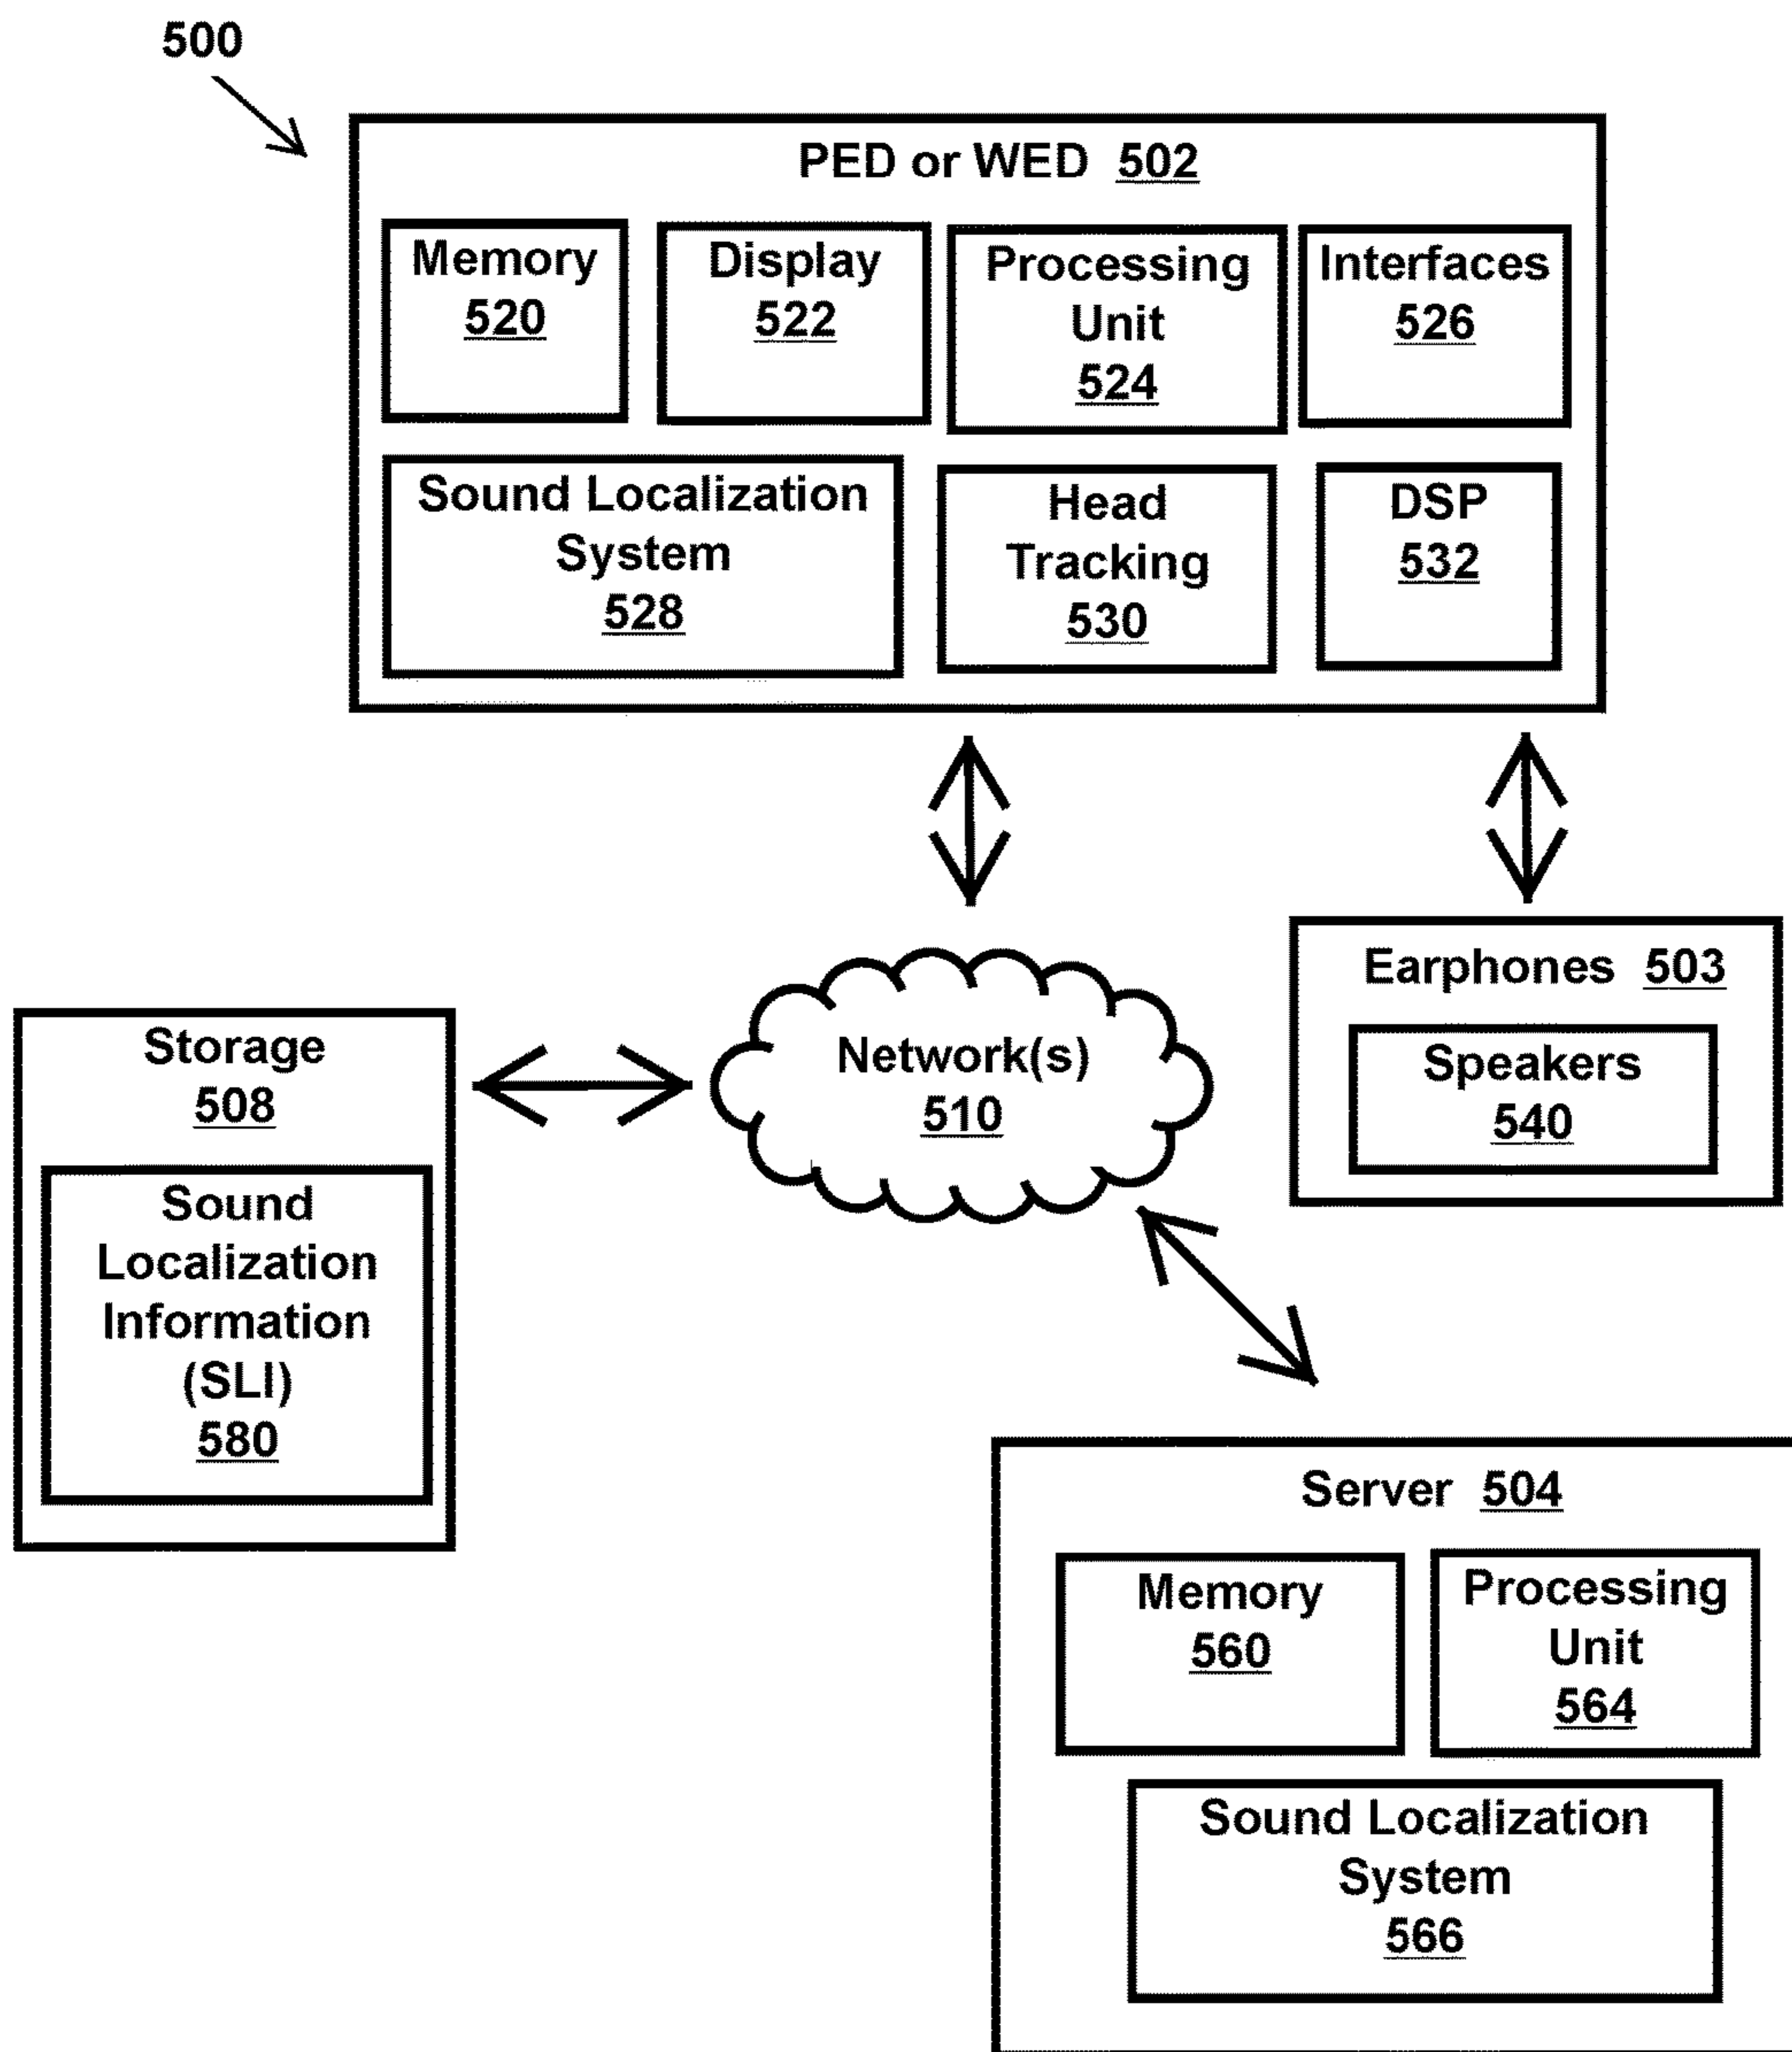 500
PED or WED 502
Memory
520
Display
522
Processing
Unit
524
Interfaces
526
Sound Localization
System
528
Head
Tracking
530
DSP
532
Earphones 503
Speakers
540
Network(s)
510
Storage
508
Sound
Localization
Information
(SLI)
580
Server 504
Memory
560
Processing
Unit
564
Sound Localization
System
566